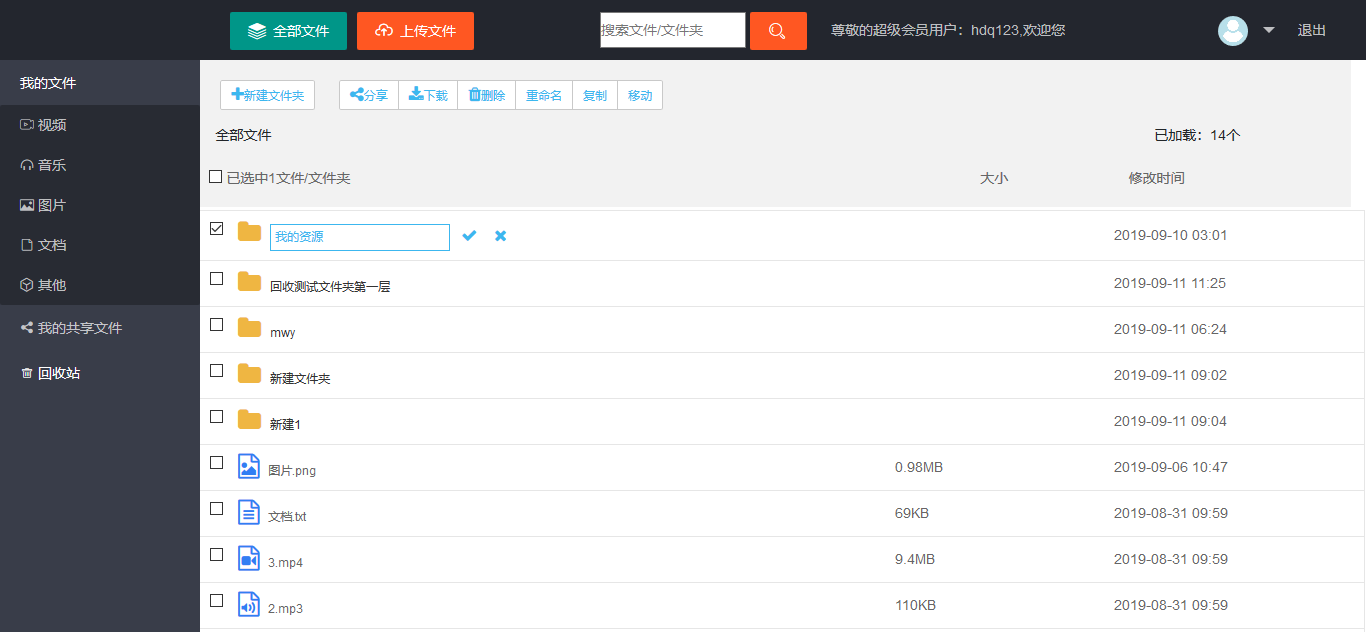 全部文件 上传文件 搜索文件/文件夹 尊敬的超级会员用户：hdq123,欢迎您 退出
我的文件
视频
音乐
图片
文档
其他
我的共享文件
回收站
新建文件夹 分享 下载 删除 重命名 复制 移动
全部文件 已加载：14个
已选中1文件/文件夹 大小 修改时间
我的资源 2019-09-10 03:01
回收测试文件夹第一层 2019-09-11 11:25
mwy 2019-09-11 06:24
新建文件夹 2019-09-11 09:02
新建1 2019-09-11 09:04
图片.png 0.98MB 2019-09-06 10:47
文档.txt 69KB 2019-08-31 09:59
3.mp4 9.4MB 2019-08-31 09:59
2.mp3 110KB 2019-08-31 09:59